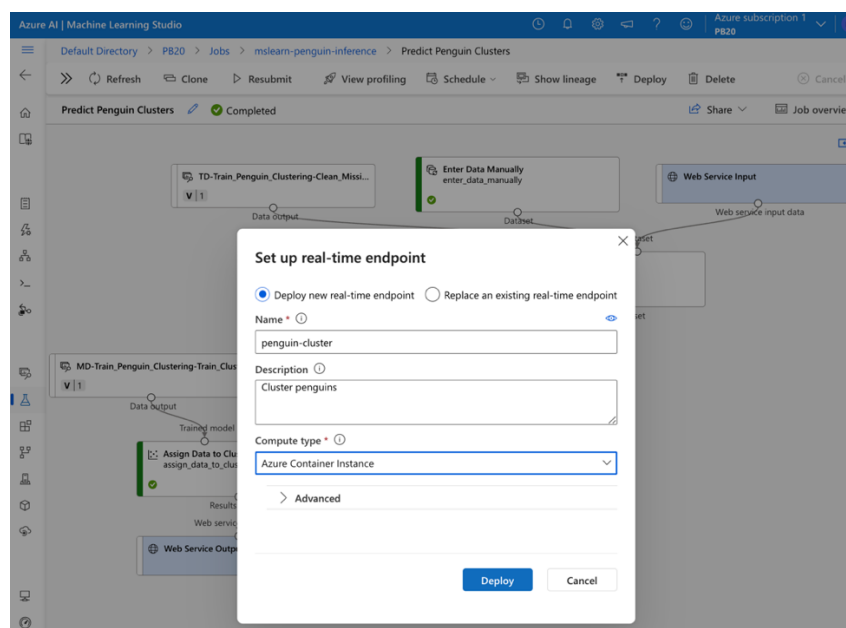 Azure AI | Machine Learning Studio
Azure subscription 1
PB20
Default Directory > PB20 > Jobs > mslearn-penguin-inference > Predict Penguin Clusters
Refresh Clone Resubmit View profiling Schedule Show lineage Deploy Delete Cancel
Predict Penguin Clusters Completed Share Job overvie
TD-Train_Penguin_Clustering-Clean_Missi...
V | 1
Data output
Enter Data Manually
enter_data_manually
Dataset
Web Service Input
Web service input data
Set up real-time endpoint
Deploy new real-time endpoint Replace an existing real-time endpoint
Name *
penguin-cluster
Description
Cluster penguins
Compute type *
Azure Container Instance
Advanced
Deploy Cancel
MD-Train_Penguin_Clustering-Train_Clus
V | 1
Data output
Trained model
Assign Data to Clu
assign_data_to_clus
Results
Web servic
Web Service Outp